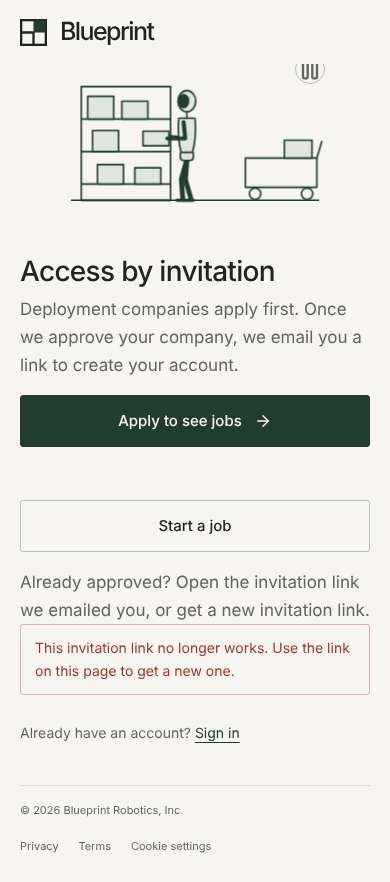 Blueprint
Access by invitation
Deployment companies apply first. Once
we approve your company, we email you a
link to create your account.
Apply to see jobs
Start a job
Already approved? Open the invitation link
we emailed you, or get a new invitation link.
This invitation link no longer works. Use the link
on this page to get a new one.
Already have an account? Sign in
© 2026 Blueprint Robotics, Inc.
Privacy Terms Cookie settings